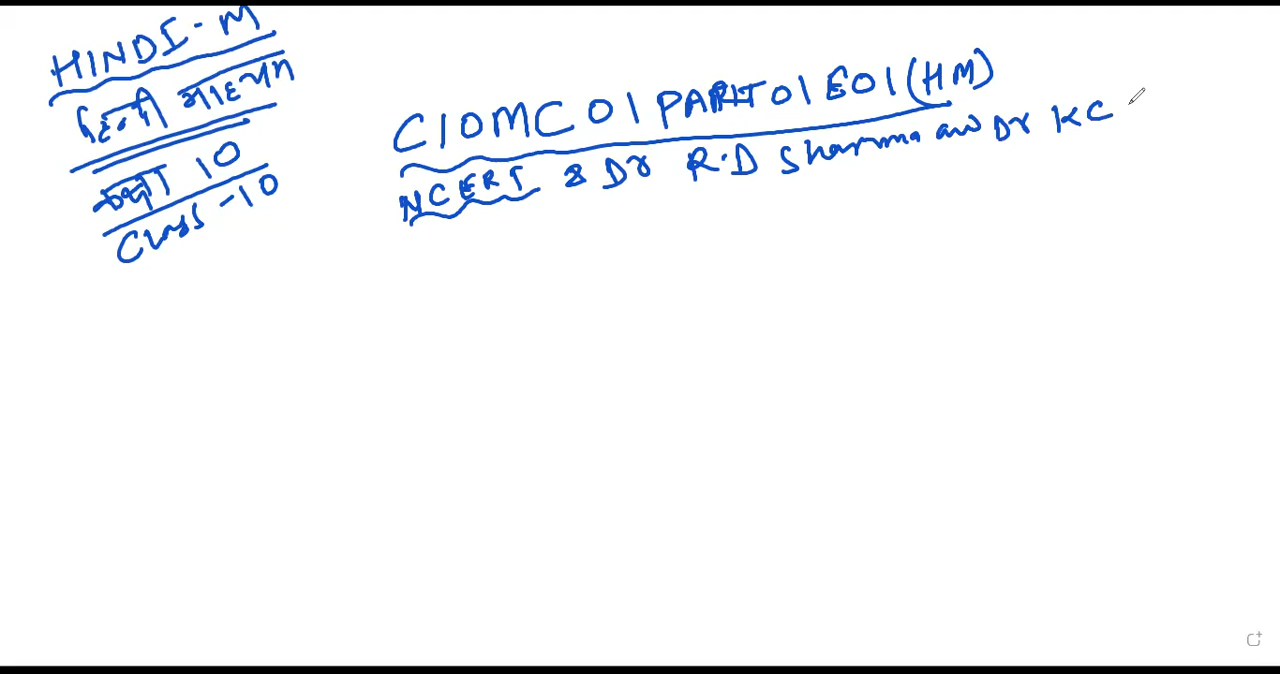 HINDI - M
हिन्दी माध्यम
कक्षा 10
Class -10
C10MC01PART01E01(HM)
NCERT & Dr R.D Sharma and Dr KC